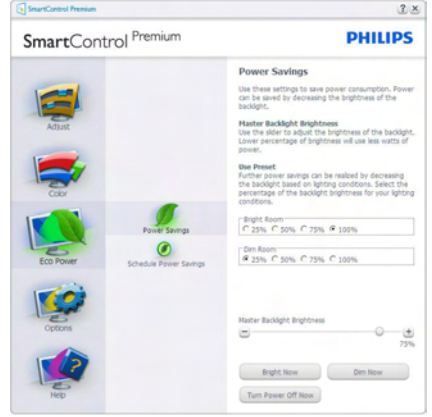 SmartControl Premium
SmartControl Premium
PHILIPS
Adjust
Color
Eco Power
Options
Help
Power Savings
Schedule Power Savings
Power Savings
Use these settings to save power consumption. Power
can be saved by decreasing the brightness of the
backlight.
Master Backlight Brightness
Use the slider to adjust the brightness of the backlight.
Lower percentage of brightness will use less watts of
power.
Use Preset
Further power savings can be realized by decreasing
the backlight based on lighting conditions. Select the
percentage of the backlight brightness for your lighting
conditions.
Bright Room
25% 50% 75% 100%
Dim Room
25% 50% 75% 100%
Master Backlight Brightness
75%
Bright Now Dim Now
Turn Power Off Now